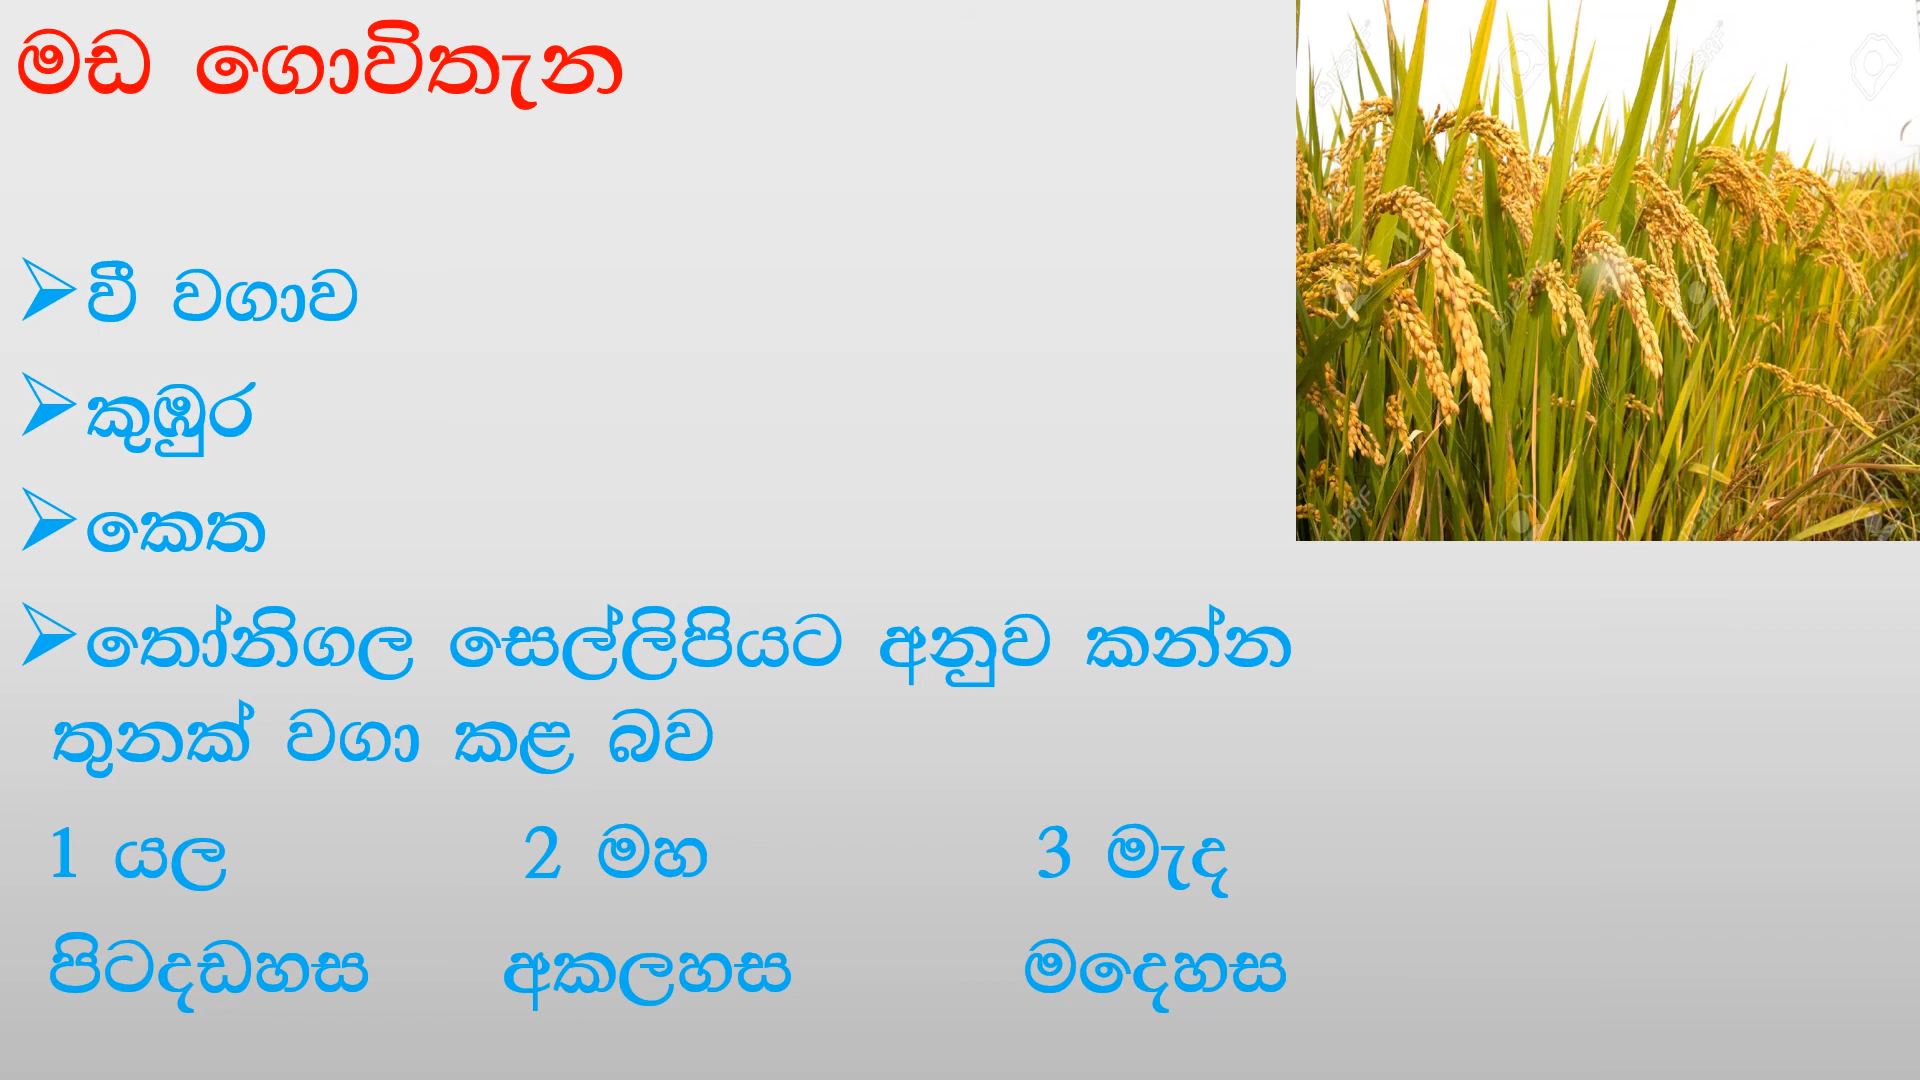 මඩ ගොවිතැන
වී වගාව
කුඹුර
කෙත
තෝනිගල සෙල්ලිපියට අනුව කන්න
තුනක් වගා කළ බව
1 යල 2 මහ 3 මැද
පිටදඩහස අකලහස මදෙහස